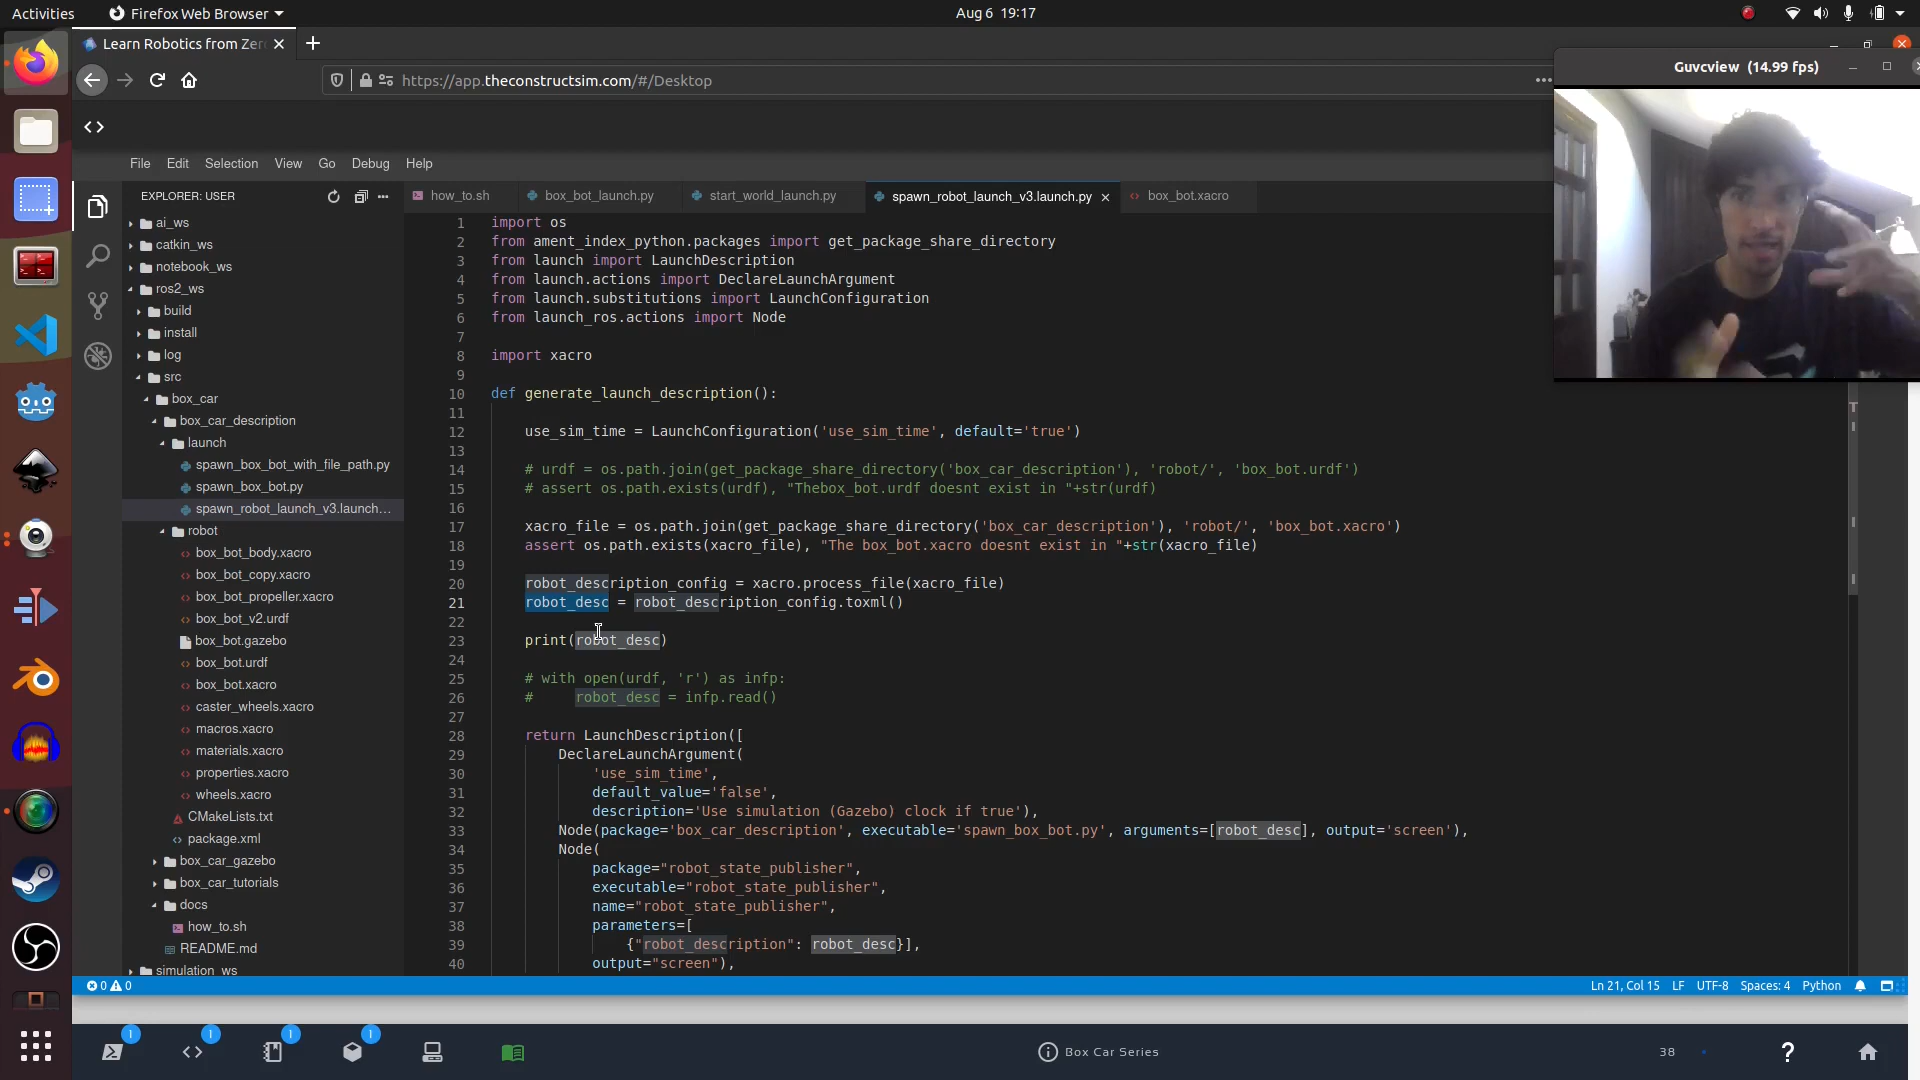 Activities
Firefox Web Browser
Aug 6 19:17
Learn Robotics from Zer
https://app.theconstructsim.com/#/Desktop
Guvcview (14.99 fps)
File Edit Selection View Go Debug Help
EXPLORER: USER
how_to.sh
box_bot_launch.py
start_world_launch.py
spawn_robot_launch_v3.launch.py
box_bot.xacro
ai_ws
catkin_ws
notebook_ws
ros2_ws
build
install
log
src
box_car
box_car_description
launch
spawn_box_bot_with_file_path.py
spawn_box_bot.py
spawn_robot_launch_v3.launch...
robot
box_bot_body.xacro
box_bot_copy.xacro
box_bot_propeller.xacro
box_bot_v2.urdf
box_bot.gazebo
box_bot.urdf
box_bot.xacro
caster_wheels.xacro
macros.xacro
materials.xacro
properties.xacro
wheels.xacro
CMakeLists.txt
package.xml
box_car_gazebo
box_car_tutorials
docs
how_to.sh
README.md
simulation_ws
1 import os
2 from ament_index_python.packages import get_package_share_directory
3 from launch import LaunchDescription
4 from launch.actions import DeclareLaunchArgument
5 from launch.substitutions import LaunchConfiguration
6 from launch_ros.actions import Node
7
8 import xacro
9
10 def generate_launch_description():
11
12 use_sim_time = LaunchConfiguration('use_sim_time', default='true')
13
14 # urdf = os.path.join(get_package_share_directory('box_car_description'), 'robot/', 'box_bot.urdf')
15 # assert os.path.exists(urdf), "Thebox_bot.urdf doesnt exist in "+str(urdf)
16
17 xacro_file = os.path.join(get_package_share_directory('box_car_description'), 'robot/', 'box_bot.xacro')
18 assert os.path.exists(xacro_file), "The box_bot.xacro doesnt exist in "+str(xacro_file)
19
20 robot_description_config = xacro.process_file(xacro_file)
21 robot_desc = robot_description_config.toxml()
22
23 print(robot_desc)
24
25 # with open(urdf, 'r') as infp:
26 #     robot_desc = infp.read()
27
28 return LaunchDescription([
29 DeclareLaunchArgument(
30 'use_sim_time',
31 default_value='false',
32 description='Use simulation (Gazebo) clock if true'),
33 Node(package='box_car_description', executable='spawn_box_bot.py', arguments=[robot_desc], output='screen'),
34 Node(
35 package="robot_state_publisher",
36 executable="robot_state_publisher",
37 name="robot_state_publisher",
38 parameters=[
39 {"robot_description": robot_desc}],
40 output="screen"),
0 0
Ln 21, Col 15 LF UTF-8 Spaces: 4 Python
1 1 1 1
Box Car Series
38
?